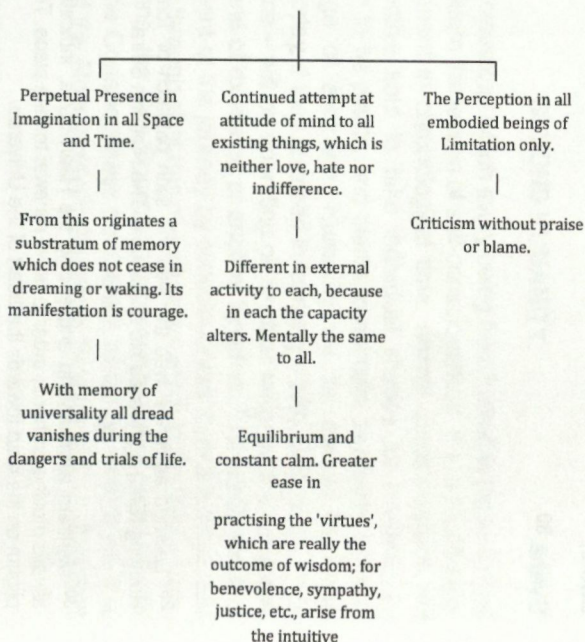 Perpetual Presence in
Imagination in all Space
and Time.
From this originates a
substratum of memory
which does not cease in
dreaming or waking. Its
manifestation is courage.
With memory of
universality all dread
vanishes during the
dangers and trials of life.
Continued attempt at
attitude of mind to all
existing things, which is
neither love, hate nor
indifference.
Different in external
activity to each, because
in each the capacity
alters. Mentally the same
to all.
Equilibrium and
constant calm. Greater
ease in
practising the 'virtues',
which are really the
outcome of wisdom; for
benevolence, sympathy,
justice, etc., arise from
the intuitive
The Perception in all
embodied beings of
Limitation only.
Criticism without praise
or blame.